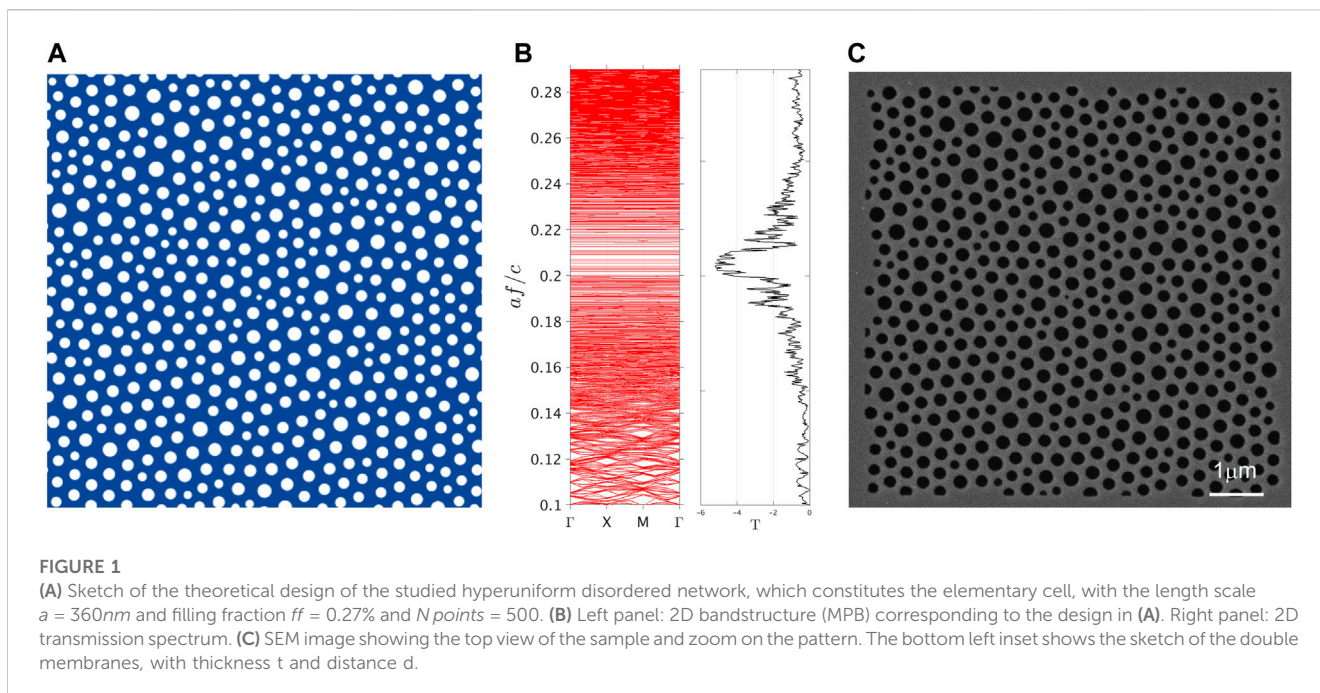 A
B
C
0.28
0.26
0.24
0.22
0.2
0.18
0.16
0.14
0.12
0.1
af/c
Γ X M Γ
-6 -4 -2 0
T
1μm
FIGURE 1
(A) Sketch of the theoretical design of the studied hyperuniform disordered network, which constitutes the elementary cell, with the length scale
a = 360nm and filling fraction ff = 0.27% and N points = 500. (B) Left panel: 2D bandstructure (MPB) corresponding to the design in (A). Right panel: 2D
transmission spectrum. (C) SEM image showing the top view of the sample and zoom on the pattern. The bottom left inset shows the sketch of the double
membranes, with thickness t and distance d.